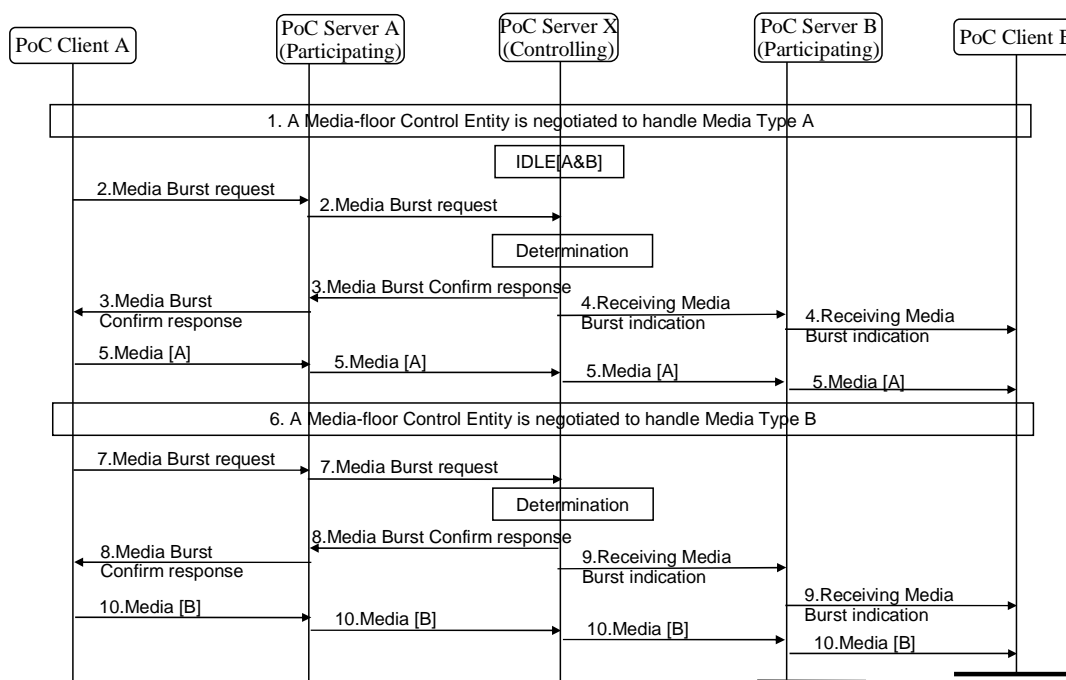 PoC Client A
PoC Server A
(Participating)
PoC Server X
(Controlling)
PoC Server B
(Participating)
PoC Client
1. A Media-floor Control Entity is negotiated to handle Media Type A
IDLE[A&B]
2.Media Burst request
2.Media Burst request
Determination
3.Media Burst Confirm response
3.Media Burst
Confirm response
4.Receiving Media
Burst indication
4.Receiving Media
Burst indication
5.Media [A]
5.Media [A]
5.Media [A]
5.Media [A]
6. A Media-floor Control Entity is negotiated to handle Media Type B
7.Media Burst request
7.Media Burst request
Determination
8.Media Burst Confirm response
8.Media Burst
Confirm response
9.Receiving Media
Burst indication
9.Receiving Media
Burst indication
10.Media [B]
10.Media [B]
10.Media [B]
10.Media [B]